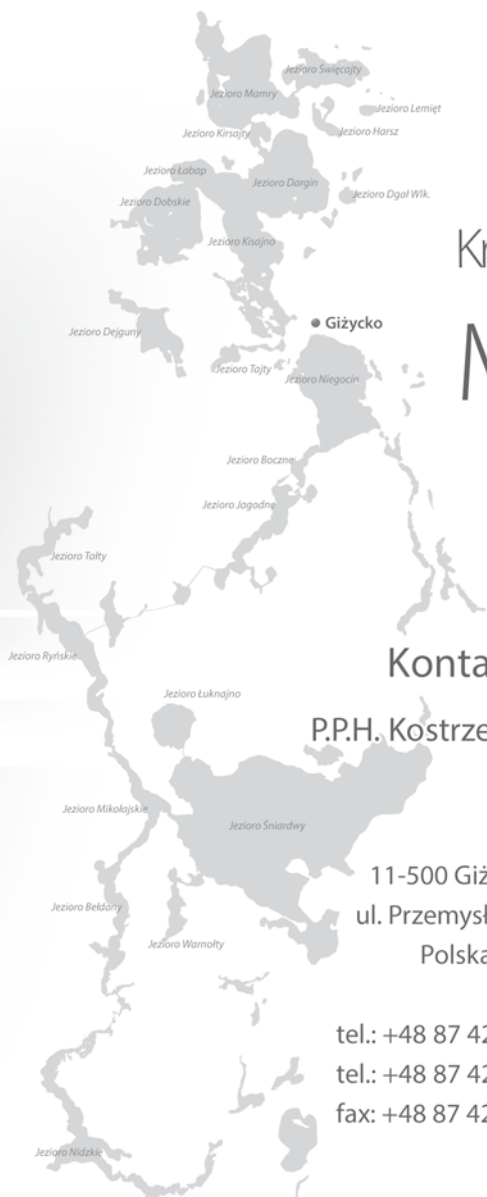 Jezioro Święcajty
Jezioro Mamry
Jezioro Lemięt
Jezioro Kirsajty
Jezioro Harsz
Jezioro Łabap
Jezioro Dargin
Jezioro Dgał Wlk.
Jezioro Dobskie
Jezioro Kisajno
Kr
Giżycko
Jezioro Dejguny
M
Jezioro Tajty
Jezioro Niegocin
Jezioro Boczne
Jezioro Jagodne
Jezioro Tałty
Jezioro Ryńskie
Konta
Jezioro Łuknajno
P.P.H. Kostrze
Jezioro Mikołajskie
Jezioro Śniardwy
11-500 Giż
Jezioro Bełdany
ul. Przemysł
Jezioro Warnołty
Polska
tel.: +48 87 42
tel.: +48 87 42
fax: +48 87 42
Jezioro Nidzkie